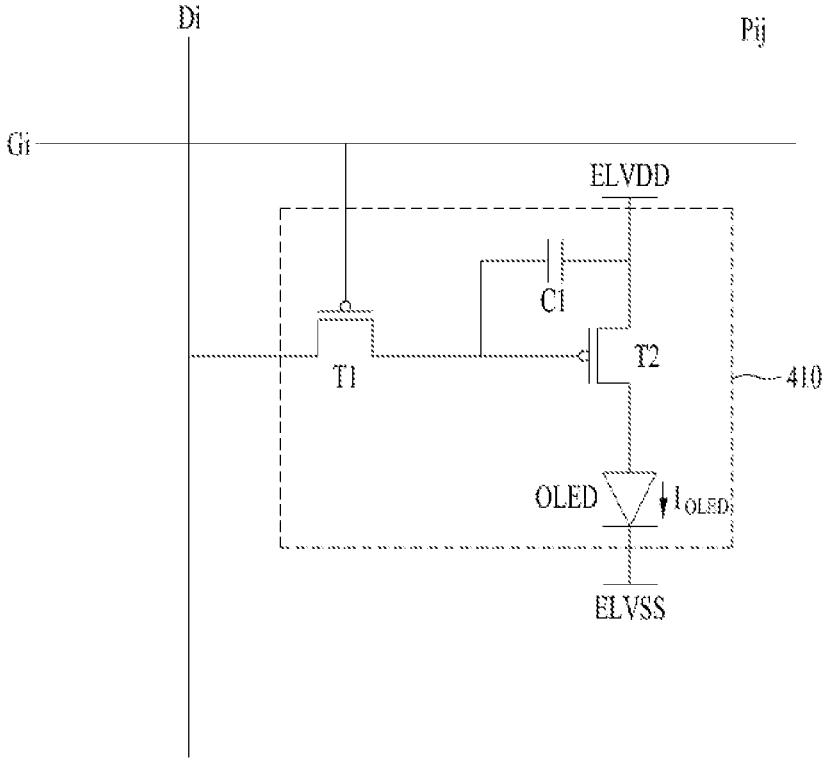 Di
Pij
Gi
ELVDD
C1
T1
T2
410
OLED
IOLED
ELVSS